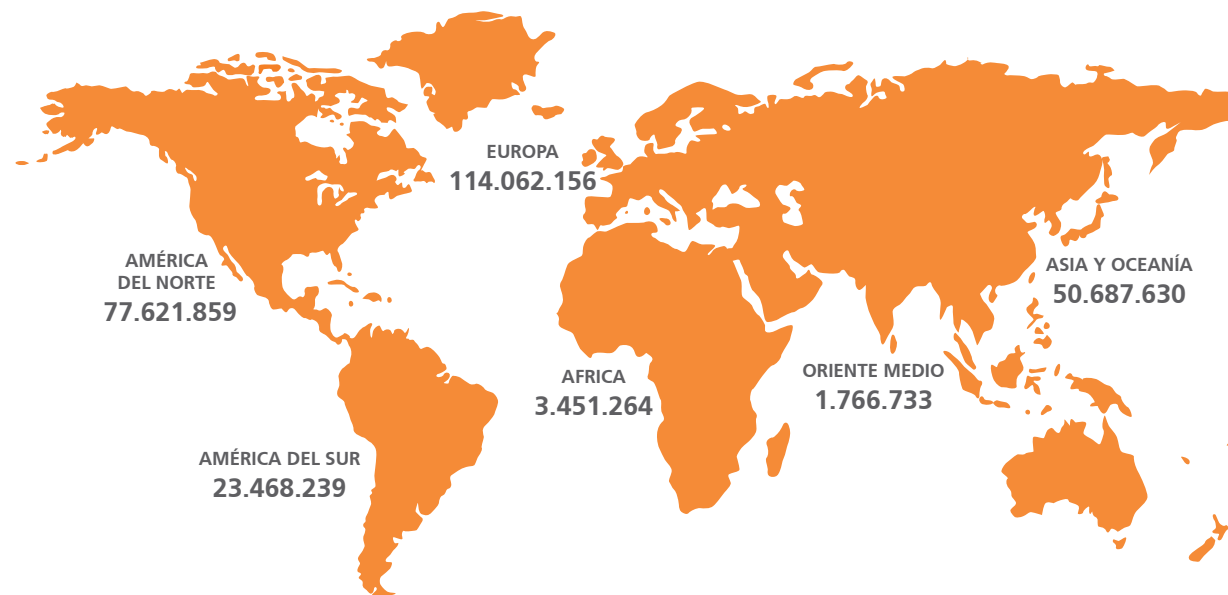 EUROPA
114.062.156
AMÉRICA
DEL NORTE
77.621.859
ASIA Y OCEANÍA
50.687.630
AFRICA
3.451.264
ORIENTE MEDIO
1.766.733
AMÉRICA DEL SUR
23.468.239